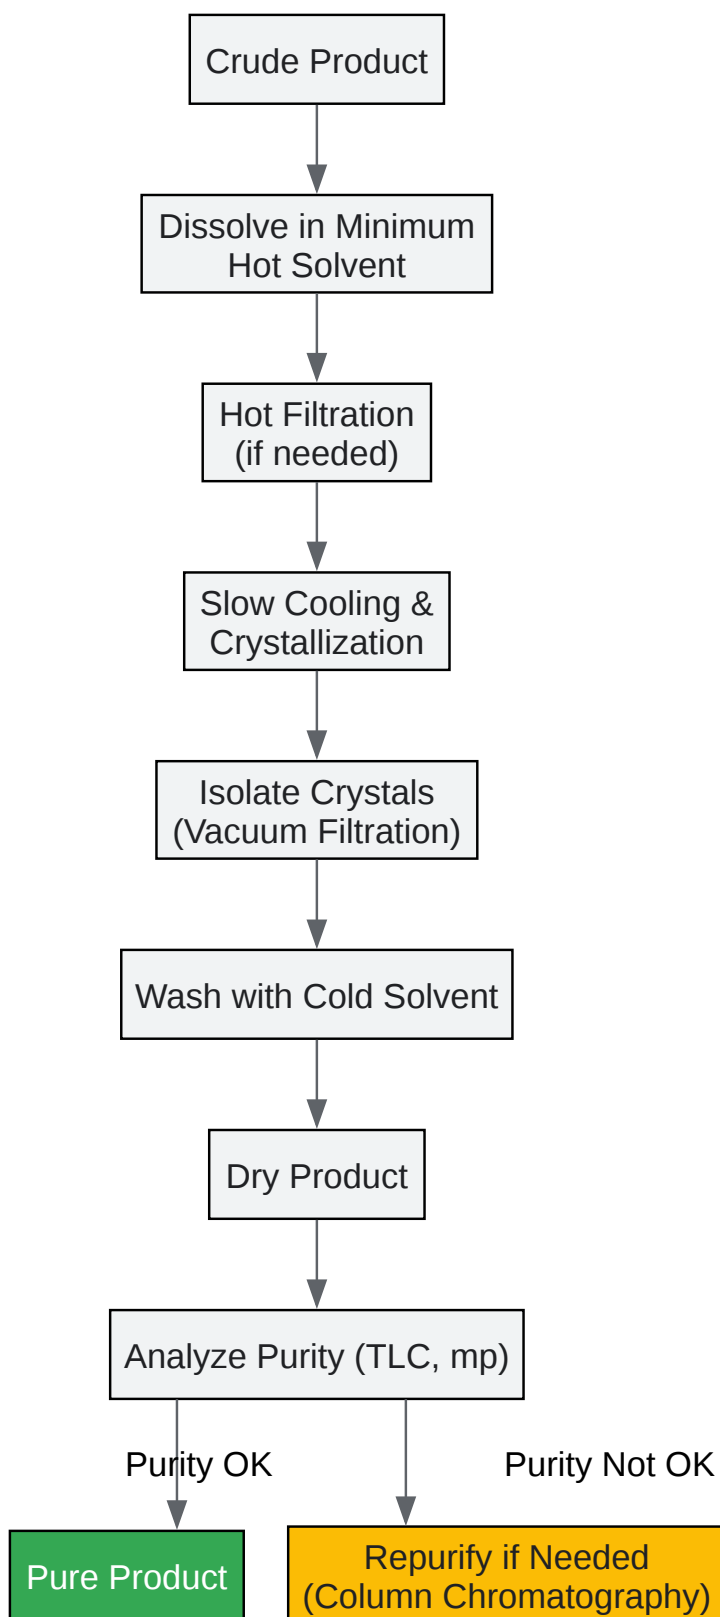 Crude Product
Dissolve in Minimum
Hot Solvent
Hot Filtration
(if needed)
Slow Cooling &
Crystallization
Isolate Crystals
(Vacuum Filtration)
Wash with Cold Solvent
Dry Product
Analyze Purity (TLC, mp)
Purity OK
Purity Not OK
Pure Product
Repurify if Needed
(Column Chromatography)